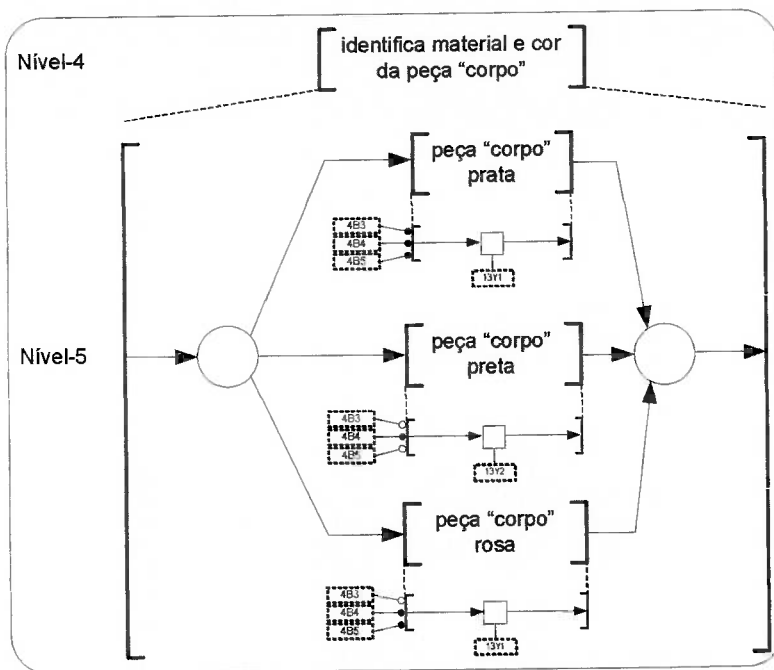 Nível-4
identifica material e cor
da peça "corpo"
peça "corpo"
prata
4B3
4B4
4B5
13Y1
Nível-5
peça "corpo"
preta
4B3
4B4
4B5
13Y2
peça "corpo"
rosa
4B3
4B4
4B5
13Y1